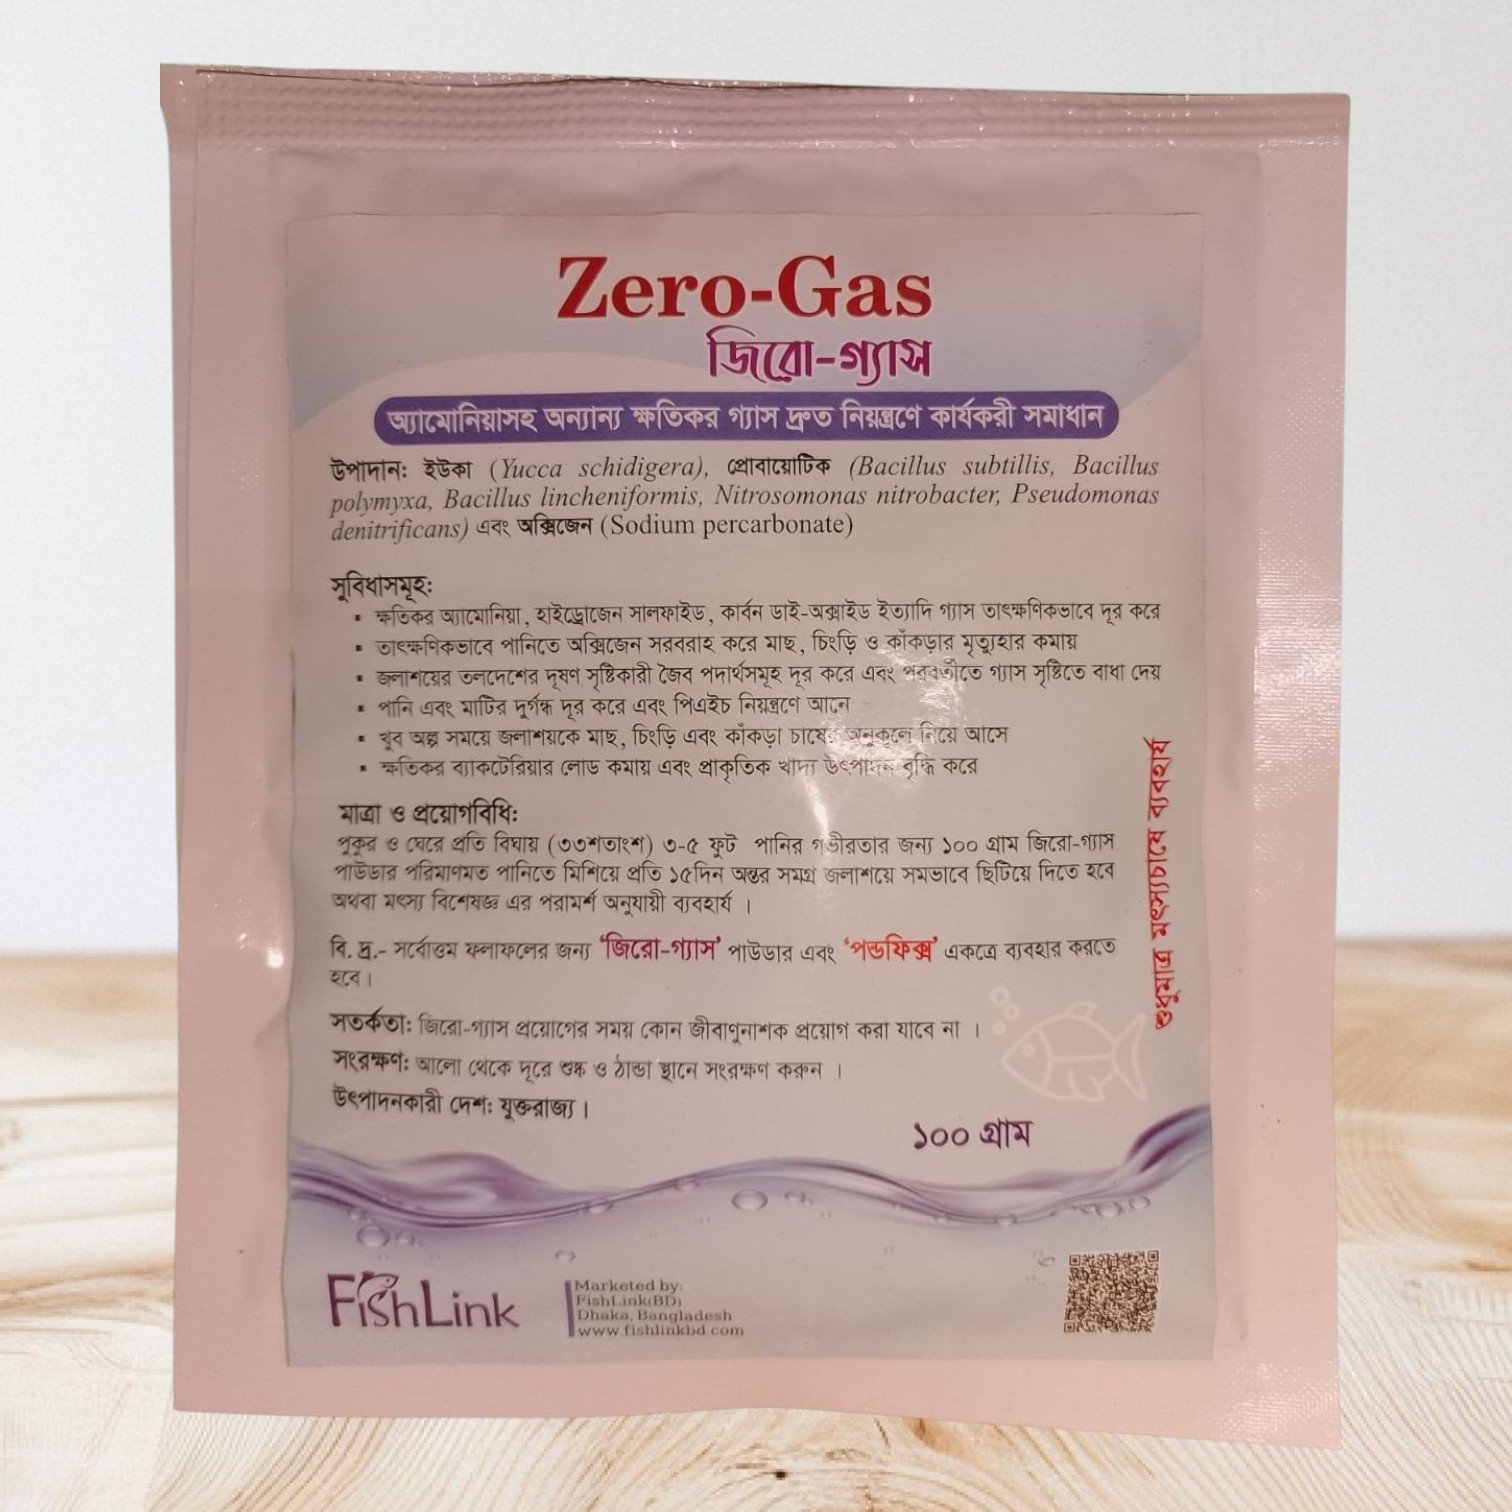 Zero-Gas
জিরো-গ্যাস
অ্যামোনিয়াসহ অন্যান্য ক্ষতিকর গ্যাস দ্রুত নিয়ন্ত্রণে কার্যকরী সমাধান
উপাদান: ইউকা (Yucca schidigera), প্রোবায়োটিক (Bacillus subtillis, Bacillus
polymyxa, Bacillus lincheniformis, Nitrosomonas nitrobacter, Pseudomonas
denitrificans) এবং অক্সিজেন (Sodium percarbonate)
সুবিধাসমূহ:
▪ ক্ষতিকর অ্যামোনিয়া, হাইড্রোজেন সালফাইড, কার্বন ডাই-অক্সাইড ইত্যাদি গ্যাস তাৎক্ষণিকভাবে দূর করে
▪ তাৎক্ষণিকভাবে পানিতে অক্সিজেন সরবরাহ করে মাছ, চিংড়ি ও কাঁকড়ার মৃত্যুহার কমায়
▪ জলাশয়ের তলদেশের দূষণ সৃষ্টিকারী জৈব পদার্থসমূহ দূর করে এবং পরবর্তীতে গ্যাস সৃষ্টিতে বাধা দেয়
▪ পানি এবং মাটির দুর্গন্ধ দূর করে এবং পিএইচ নিয়ন্ত্রণে আনে
▪ খুব অল্প সময়ে জলাশয়কে মাছ, চিংড়ি এবং কাঁকড়া চাষের অনুকূলে নিয়ে আসে
▪ ক্ষতিকর ব্যাকটেরিয়ার লোড কমায় এবং প্রাকৃতিক খাদ্য উৎপাদন বৃদ্ধি করে
মাত্রা ও প্রয়োগবিধি:
পুকুর ও ঘেরে প্রতি বিঘায় (৩৩শতাংশ) ৩-৫ ফুট পানির গভীরতার জন্য ১০০ গ্রাম জিরো-গ্যাস
পাউডার পরিমাণমত পানিতে মিশিয়ে প্রতি ১৫দিন অন্তর সমগ্র জলাশয়ে সমভাবে ছিটিয়ে দিতে হবে
অথবা মৎস্য বিশেষজ্ঞ এর পরামর্শ অনুযায়ী ব্যবহার্য ।
বি. দ্র.- সর্বোত্তম ফলাফলের জন্য ‘জিরো-গ্যাস’ পাউডার এবং ‘পন্ডফিক্স’ একত্রে ব্যবহার করতে
হবে।
সতর্কতা: জিরো-গ্যাস প্রয়োগের সময় কোন জীবাণুনাশক প্রয়োগ করা যাবে না ।
সংরক্ষণ: আলো থেকে দূরে শুষ্ক ও ঠান্ডা স্থানে সংরক্ষণ করুন ।
উৎপাদনকারী দেশ: যুক্তরাজ্য।
১০০ গ্রাম
শুধুমাত্র মৎস্যচাষে ব্যবহার্য
FishLink
Marketed by:
FishLink(BD)
Dhaka, Bangladesh
www.fishlinkbd.com